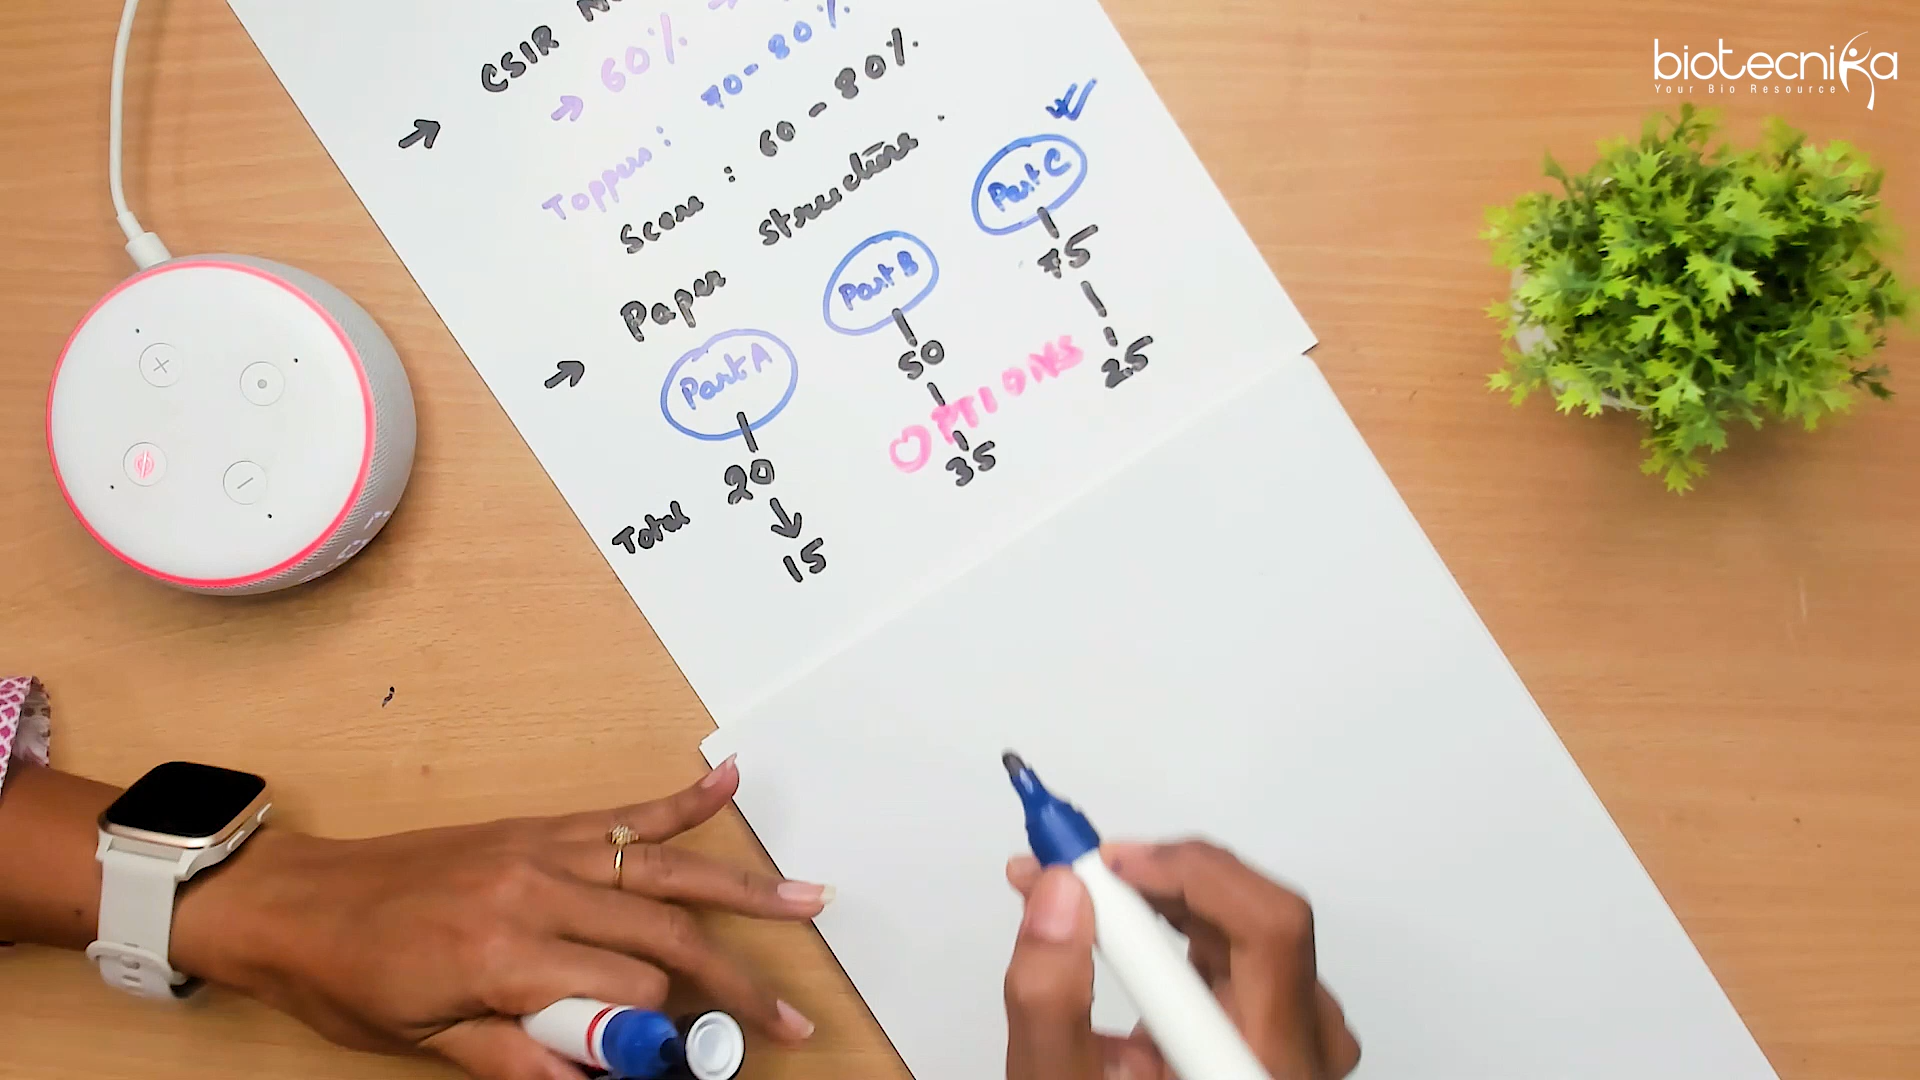 CSIR
→ 60% →
Toppers: 70-80%
→ Score : 60-80%.
Paper structure.
→ Part A Part B Part C
Total 20 50 75
15 35 25
OPTIONS
biotecnika
Your Bio Resource